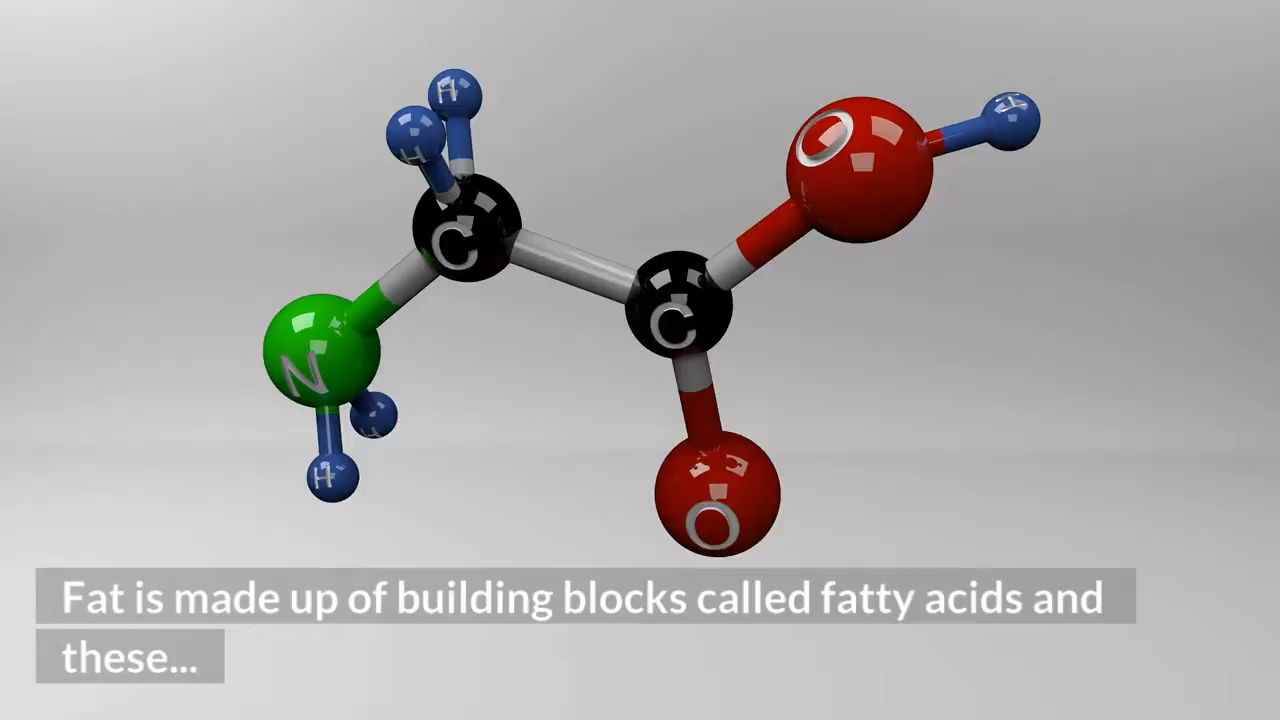 H
H
O
H
C
C
N
H
H
O
Fat is made up of building blocks called fatty acids and
these...